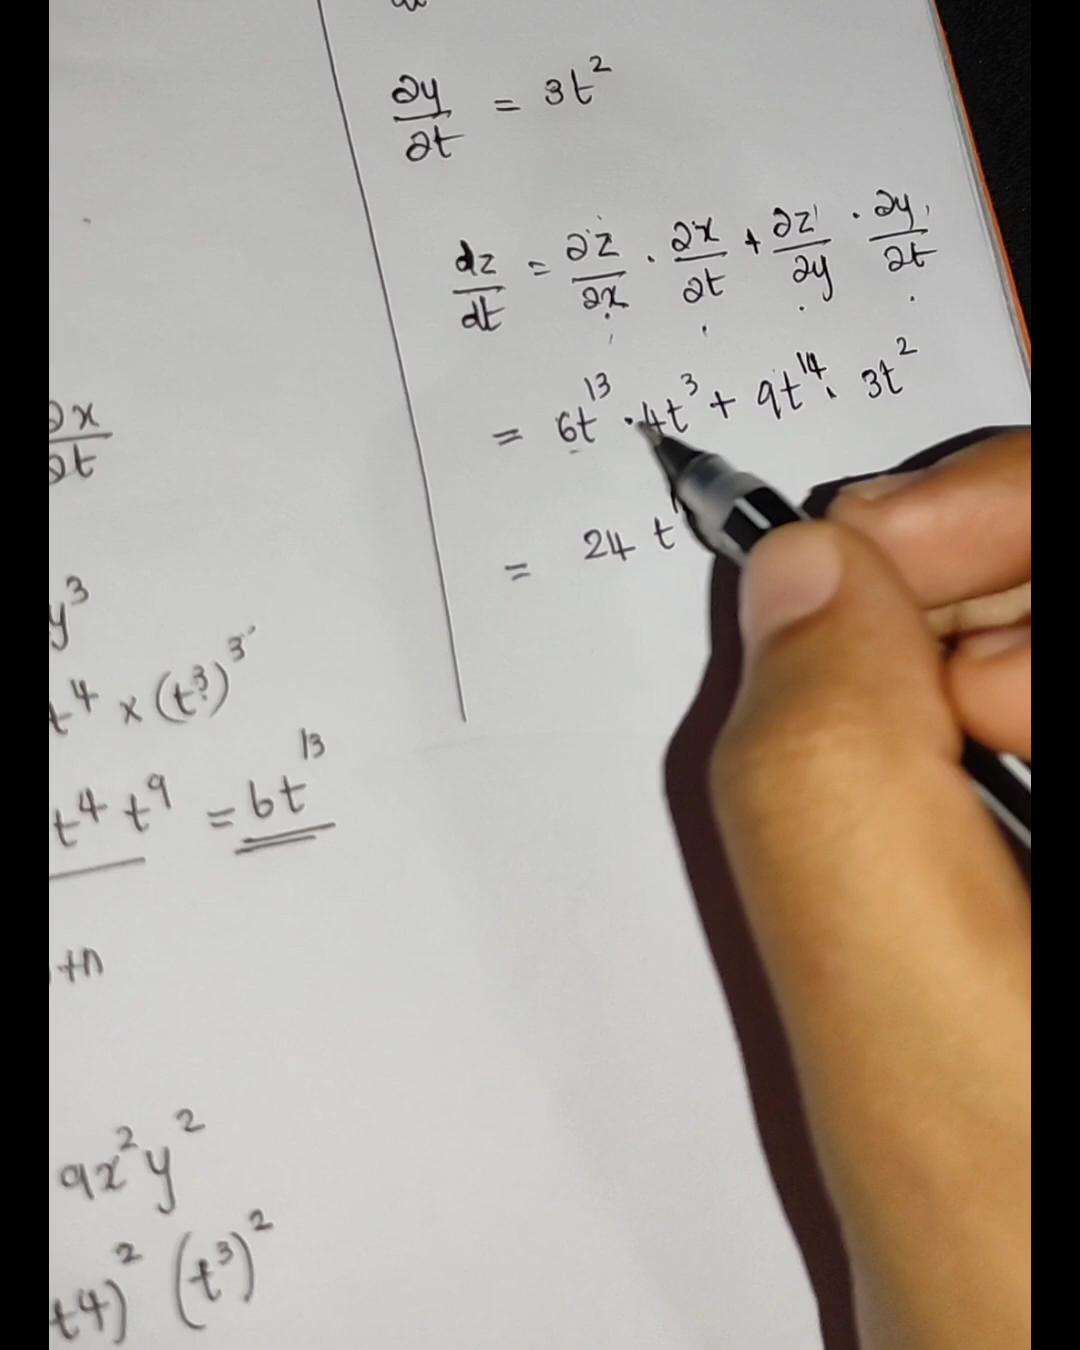 ∂y/∂t = 3t²
dz/dt = ∂z/∂x · ∂x/∂t + ∂z/∂y · ∂y/∂t
= 6t¹³ · 4t³ + 9t¹⁴ · 3t²
= 24 t
∂x/∂t
y³
t⁴ × (t³)³
t⁴ t⁹ = 6t¹³
+n
9x²y²
t4)² (t³)²